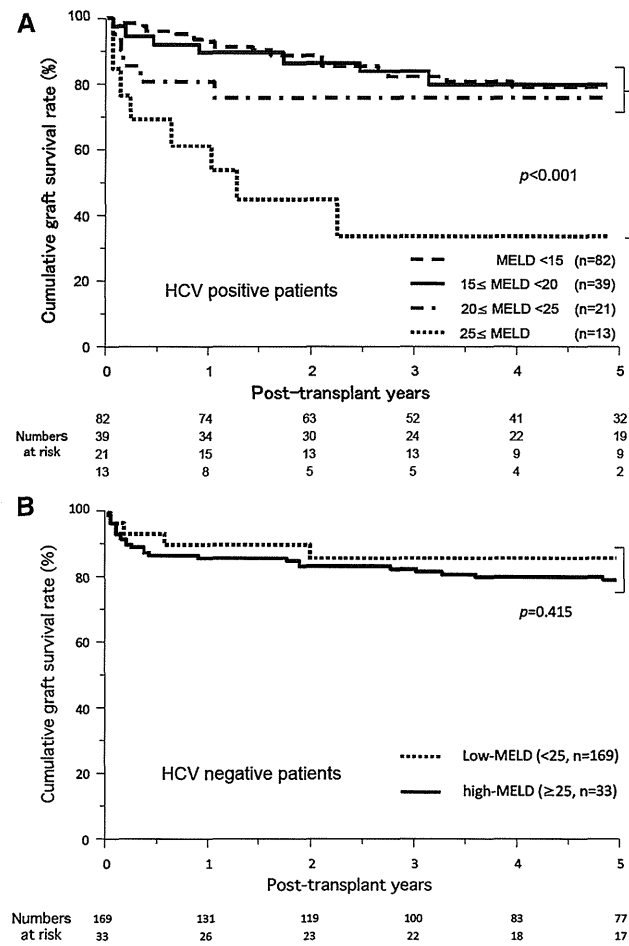 A
Cumulative graft survival rate (%)
100
80
60
40
20
0
p<0.001
HCV positive patients
MELD <15 (n=82)
15≤ MELD <20 (n=39)
20≤ MELD <25 (n=21)
25≤ MELD (n=13)
0 1 2 3 4 5
Post-transplant years
Numbers at risk
82 74 63 52 41 32
39 34 30 24 22 19
21 15 13 13 9 9
13 8 5 5 4 2
B
Cumulative graft survival rate (%)
100
80
60
40
20
0
p=0.415
HCV negative patients
Low-MELD (<25, n=169)
high-MELD (≥25, n=33)
0 1 2 3 4 5
Post-transplant years
Numbers at risk
169 131 119 100 83 77
33 26 23 22 18 17